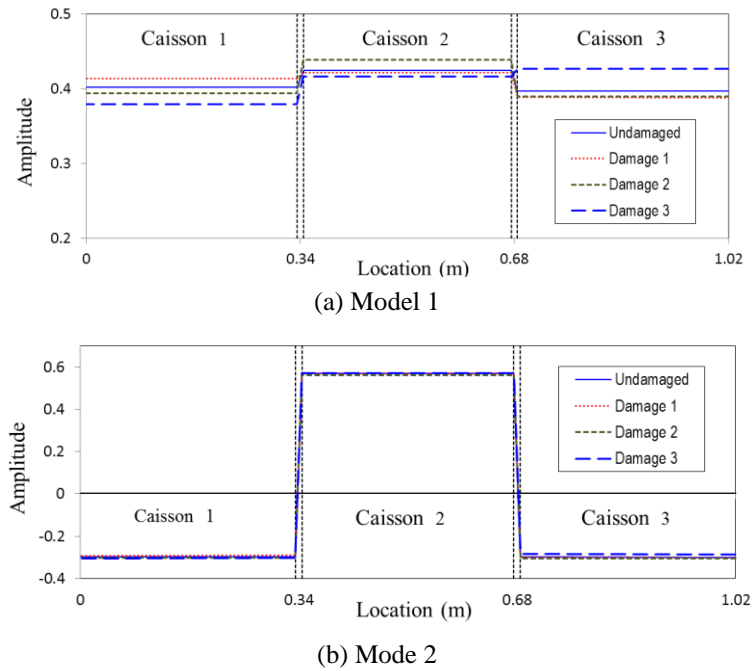 0.5
Caisson 1
Caisson 2
Caisson 3
0.4
Amplitude
0.3
Undamaged
Damage 1
Damage 2
Damage 3
0.2
0
0.34
0.68
1.02
Location (m)
(a) Model 1
0.6
Undamaged
0.4
Damage 1
Damage 2
Damage 3
0.2
Amplitude
0
Caisson 1
Caisson 2
Caisson 3
-0.2
-0.4
0
0.34
0.68
1.02
Location (m)
(b) Mode 2